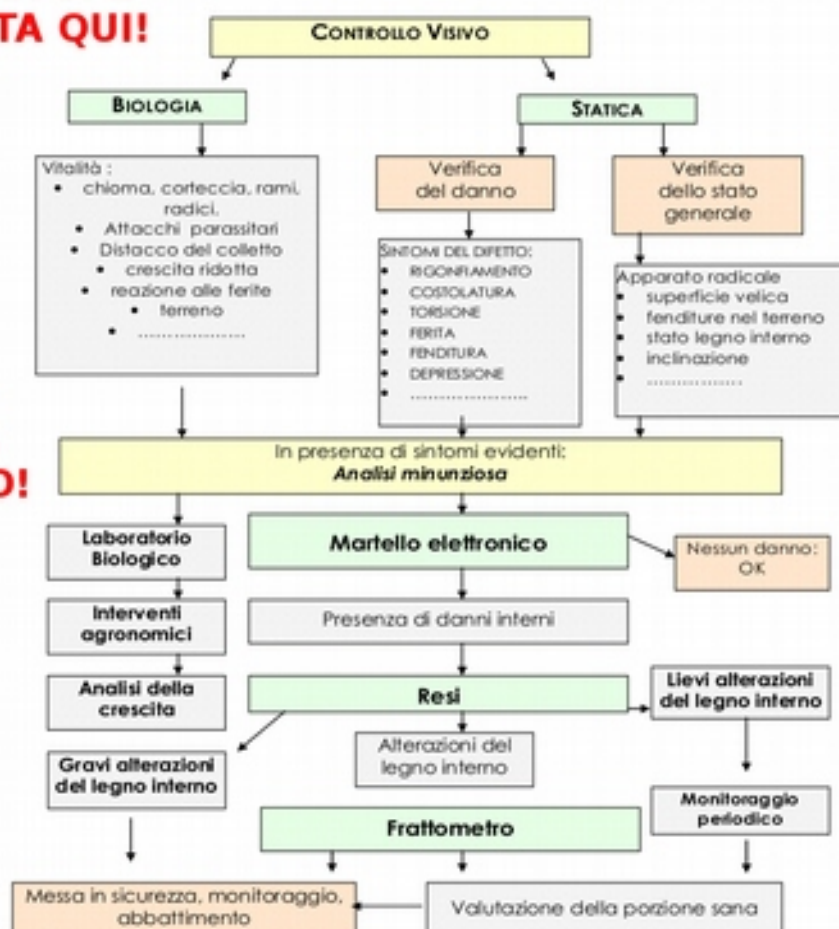 TA QUI!
CONTROLLO VISIVO
BIOLOGIA
STATICA
Vitalità :
• chioma, corteccia, rami,
radici.
• Attacchi parassitari
• Distacco del colletto
• crescita ridotta
• reazione alle ferite
• terreno
• ....................
Verifica
del danno
Verifica
dello stato
generale
SINTOMI DEL DIFETTO:
• RIGONFIAMENTO
• COSTOLATURA
• TORSIONE
• FERITA
• FENDITURA
• DEPRESSIONE
• ......................
Apparato radicale
• superficie velica
• fenditure nel terreno
• stato legno interno
• inclinazione
• ..................
In presenza di sintomi evidenti:
Analisi minunziosa
O!
Laboratorio
Biologico
Martello elettronico
Nessun danno:
OK
Interventi
agronomici
Presenza di danni interni
Analisi della
crescita
Resi
Lievi alterazioni
del legno interno
Gravi alterazioni
del legno interno
Alterazioni del
legno interno
Monitoraggio
periodico
Frattometro
Messa in sicurezza, monitoraggio,
abbattimento
Valutazione della porzione sana